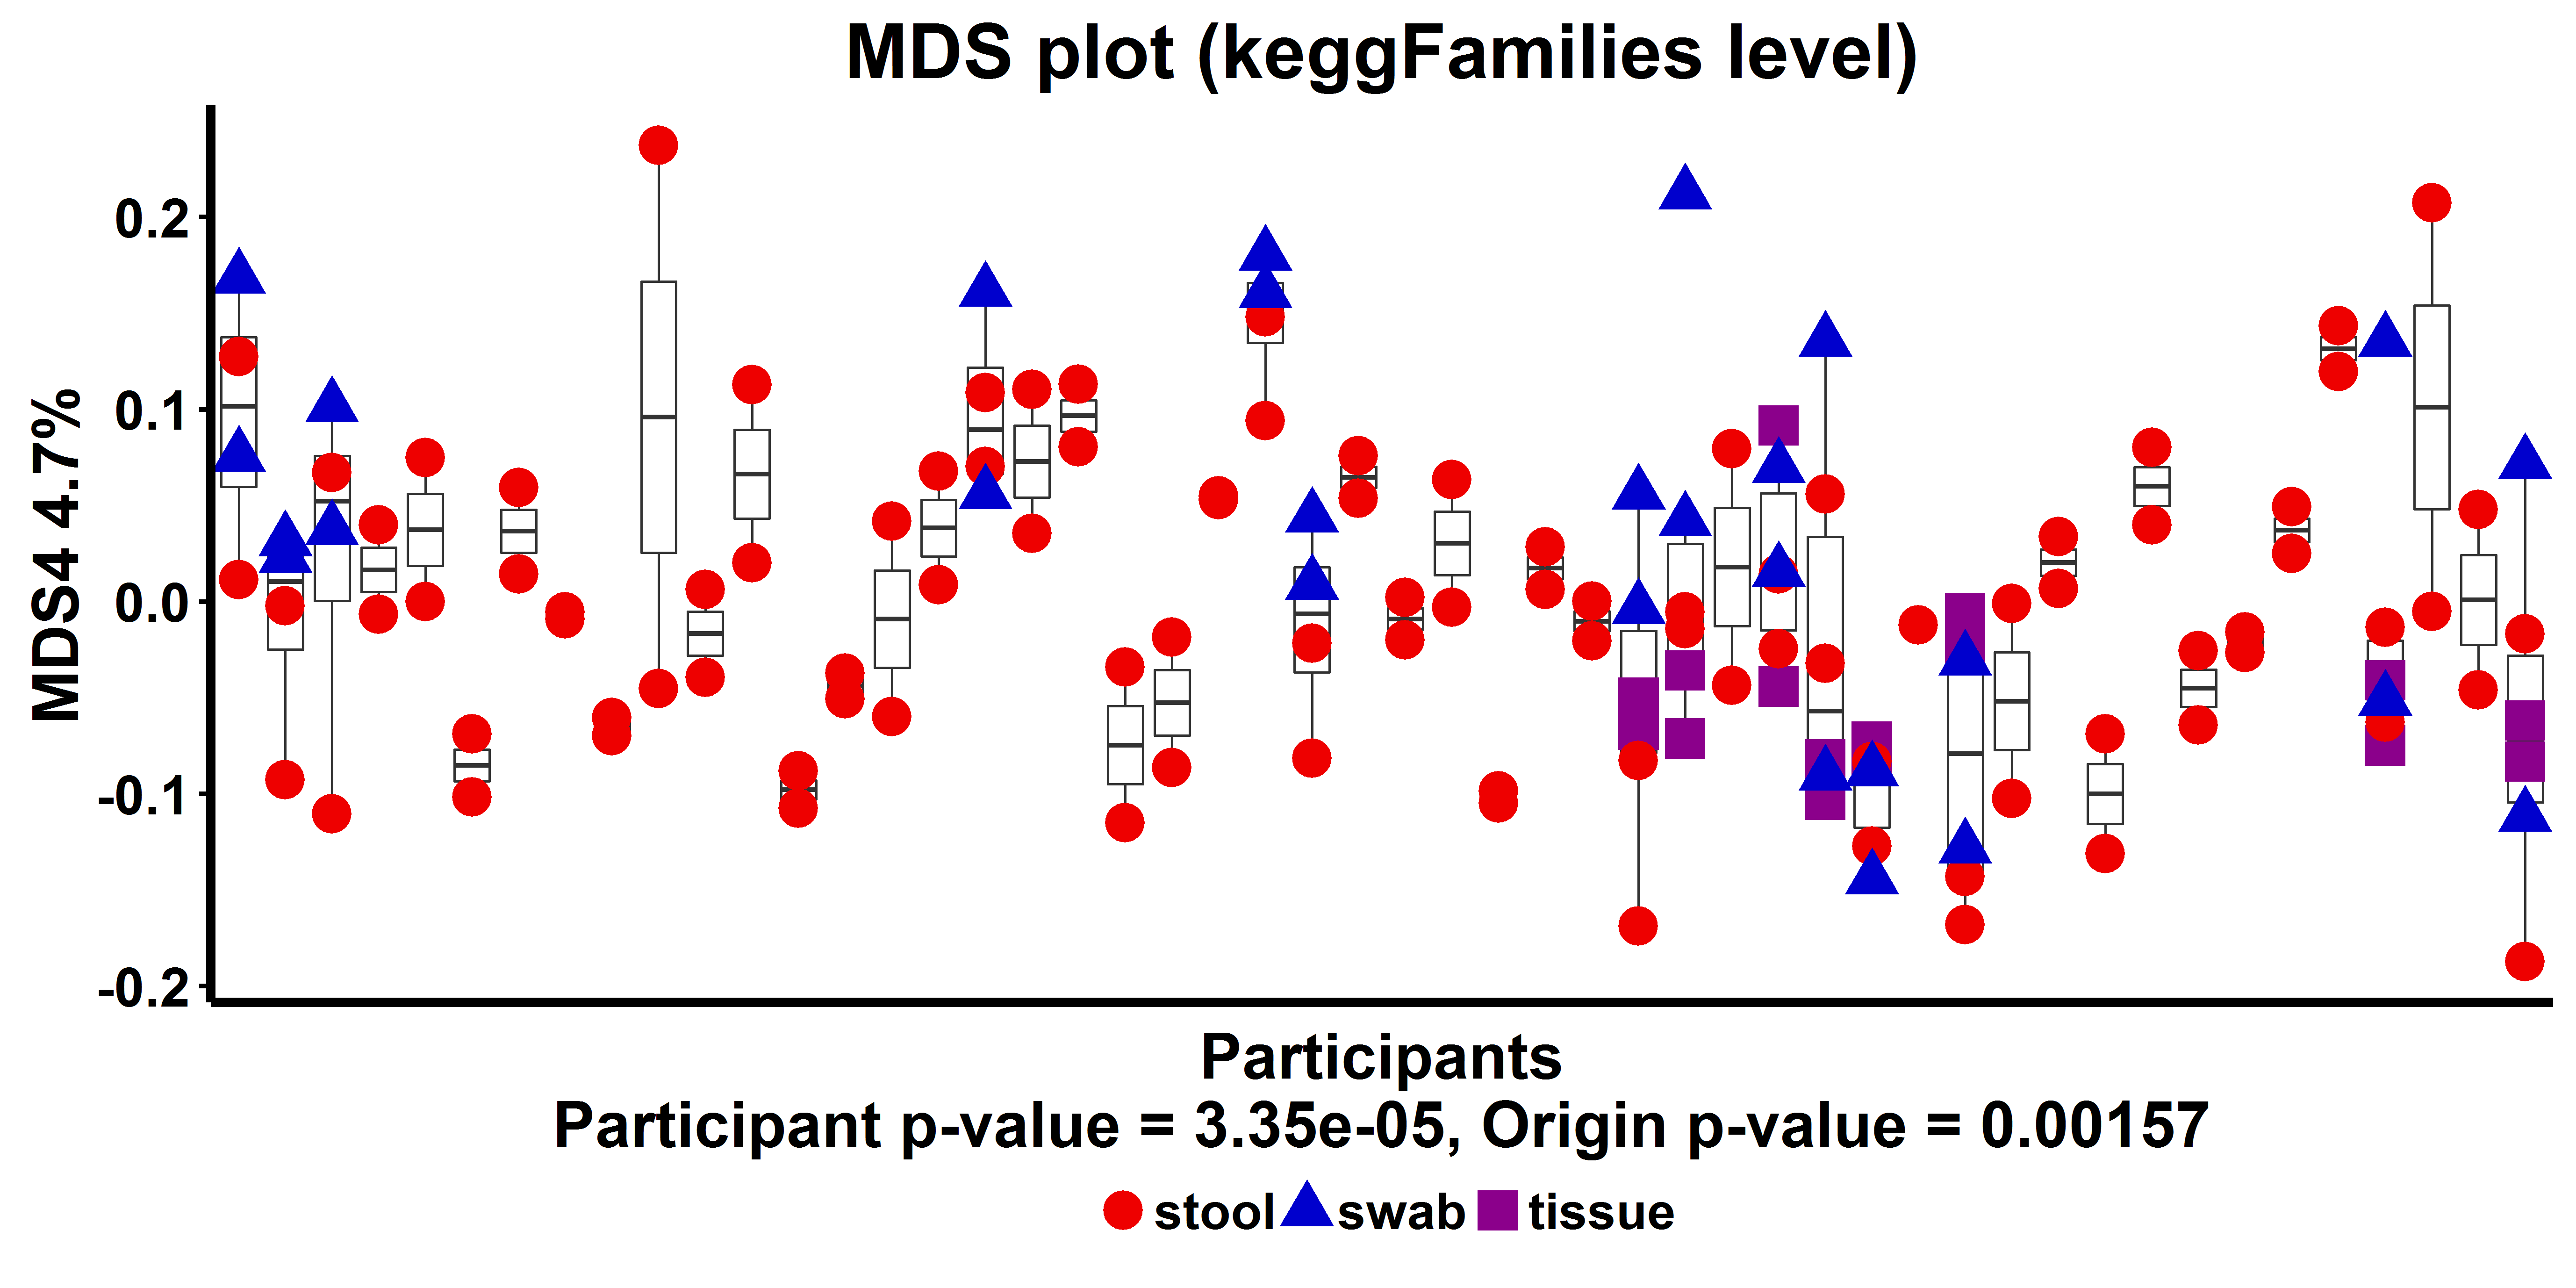 MDS plot (keggFamilies level)
MDS4 4.7%
0.2
0.1
0.0
-0.1
-0.2
Participants
Participant p-value = 3.35e-05, Origin p-value = 0.00157
stool swab tissue